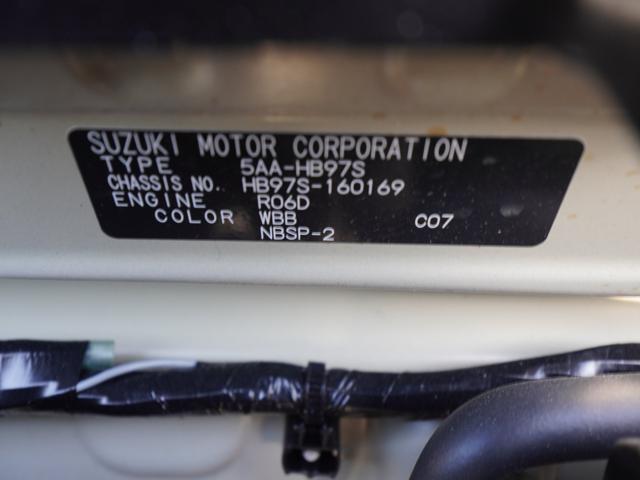 SUZUKI MOTOR CORPORATION
TYPE 5AA-HB97S
CHASSIS NO. HB97S-160169
ENGINE R06D
COLOR WBB C07
NBSP-2